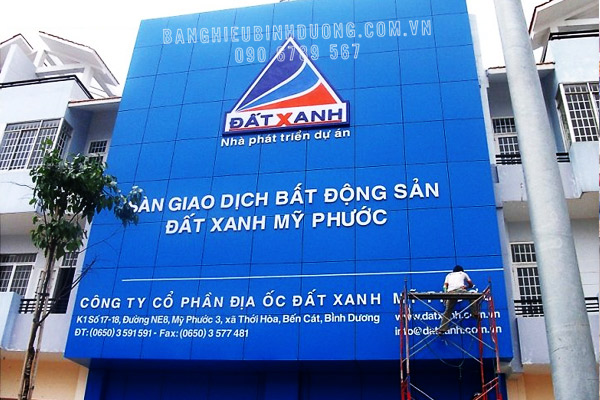 BANGHIEUBINHDUONG.COM.VN
090 6789 567
ĐẤT XANH
Nhà phát triển dự án
SÀN GIAO DỊCH BẤT ĐỘNG SẢN
ĐẤT XANH MỸ PHƯỚC
CÔNG TY CỔ PHẦN ĐỊA ỐC ĐẤT XANH
K1 Số 17-18, Đường NE8, Mỹ Phước 3, xã Thới Hòa, Bến Cát, Bình Dương
ĐT: (0650) 3 591 591 - Fax: (0650) 3 577 481
www.datxanh.com.vn
info@datxanh.com.vn